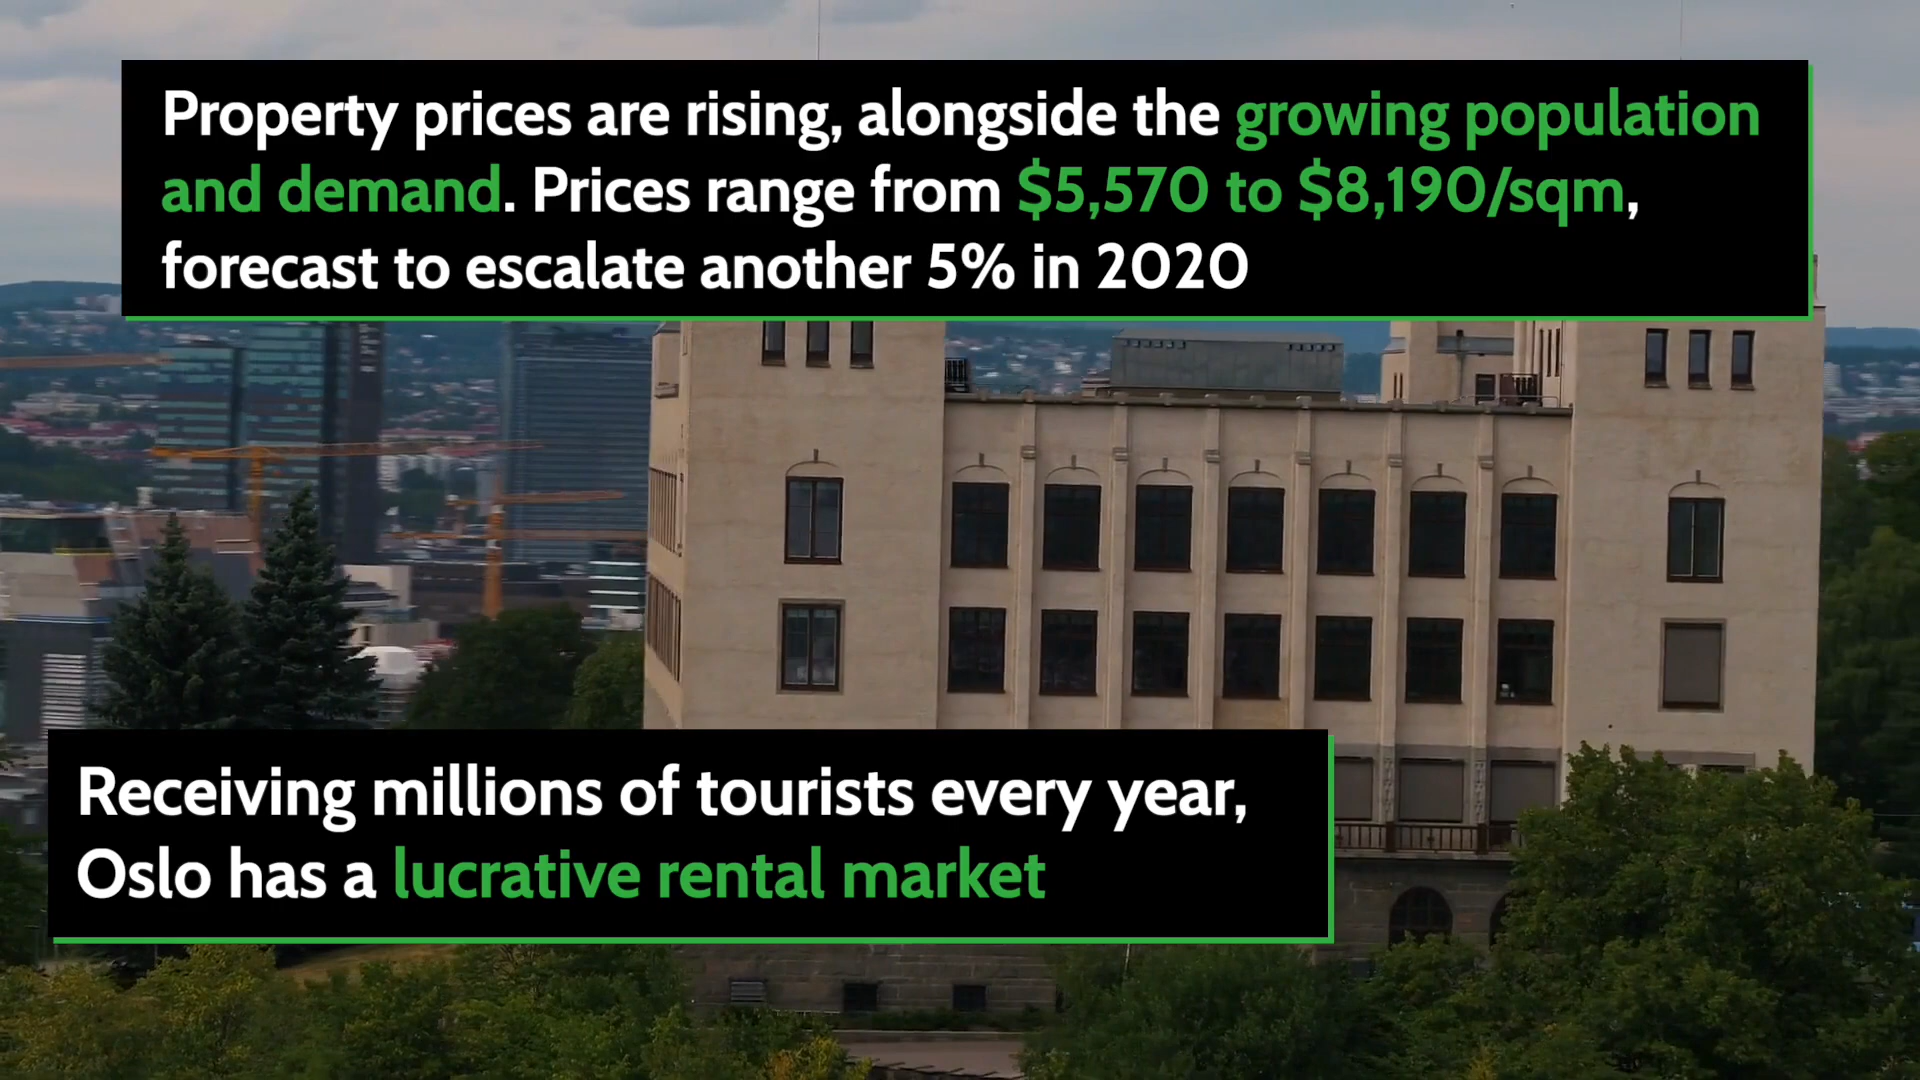 Property prices are rising, alongside the growing population
and demand. Prices range from $5,570 to $8,190/sqm,
forecast to escalate another 5% in 2020
Receiving millions of tourists every year,
Oslo has a lucrative rental market